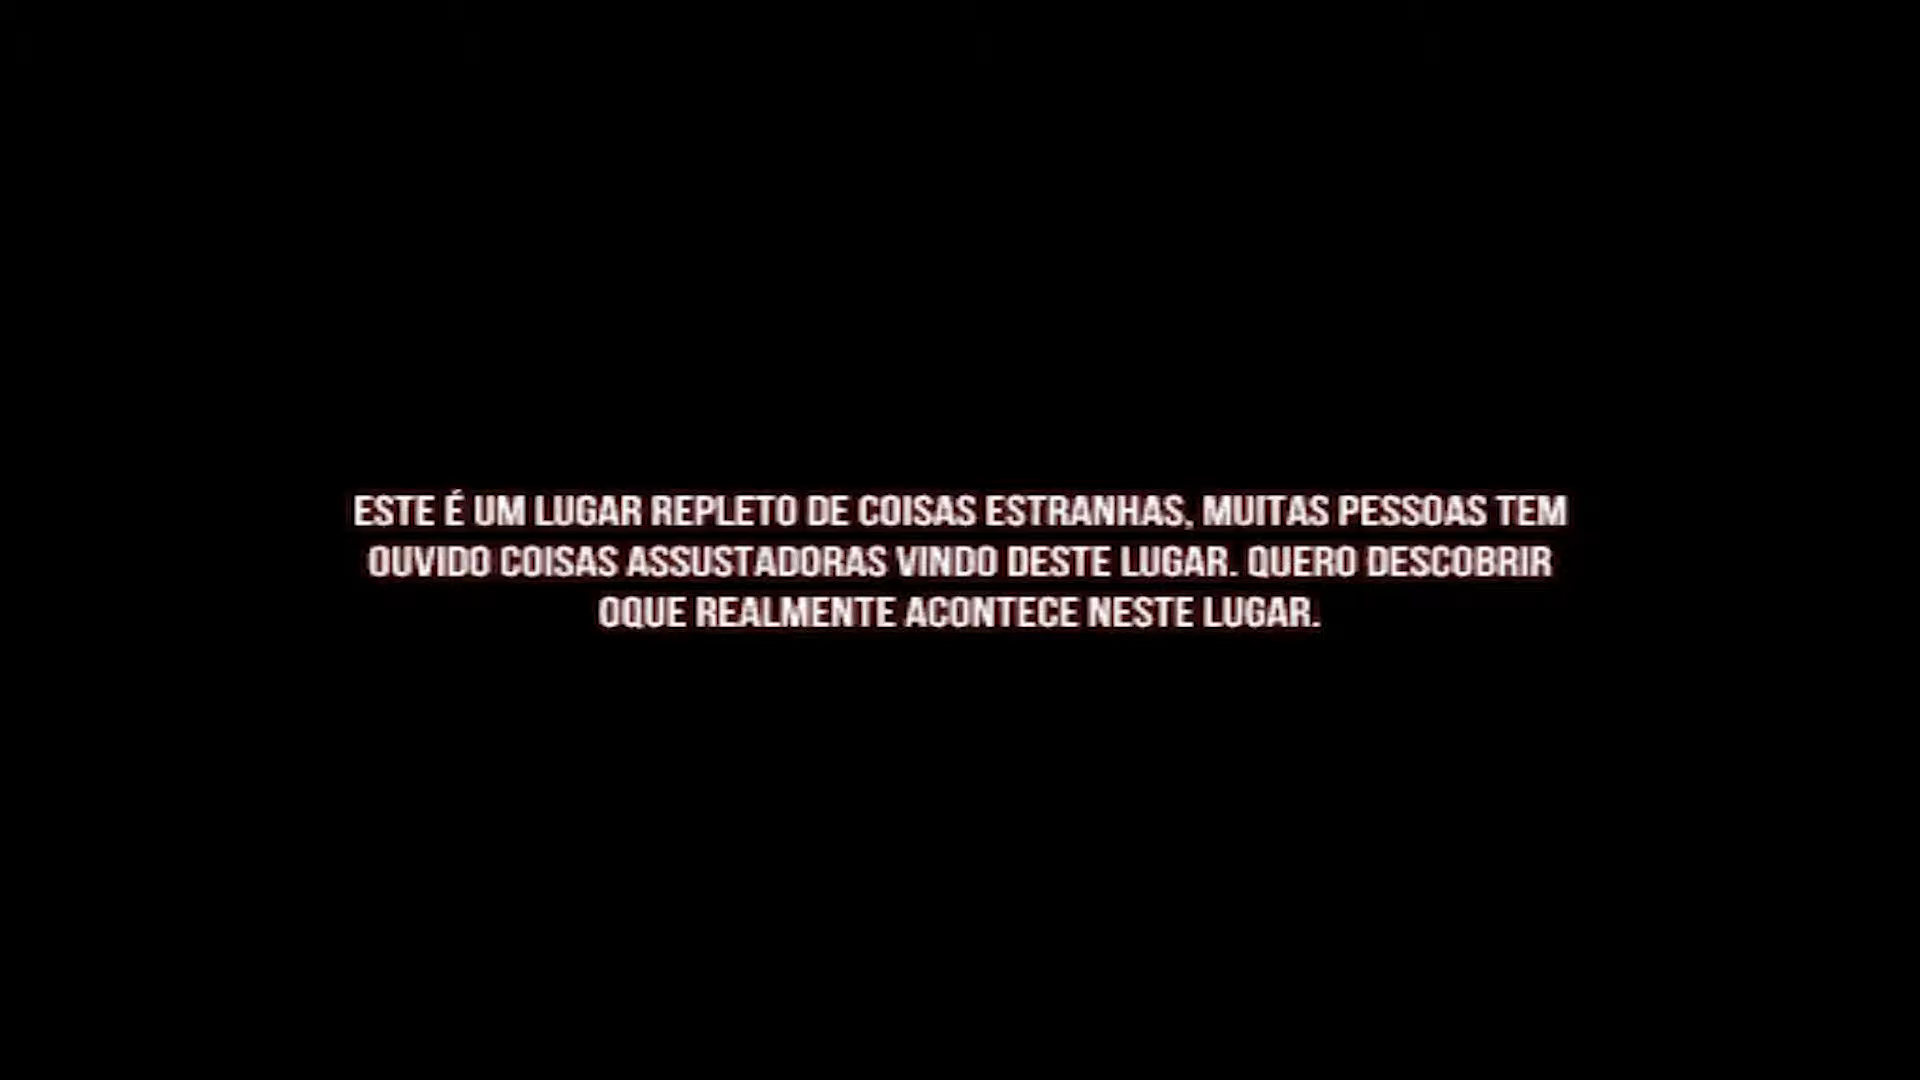 ESTE É UM LUGAR REPLETO DE COISAS ESTRANHAS, MUITAS PESSOAS TEM
OUVIDO COISAS ASSUSTADORAS VINDO DESTE LUGAR. QUERO DESCOBRIR
OQUE REALMENTE ACONTECE NESTE LUGAR.